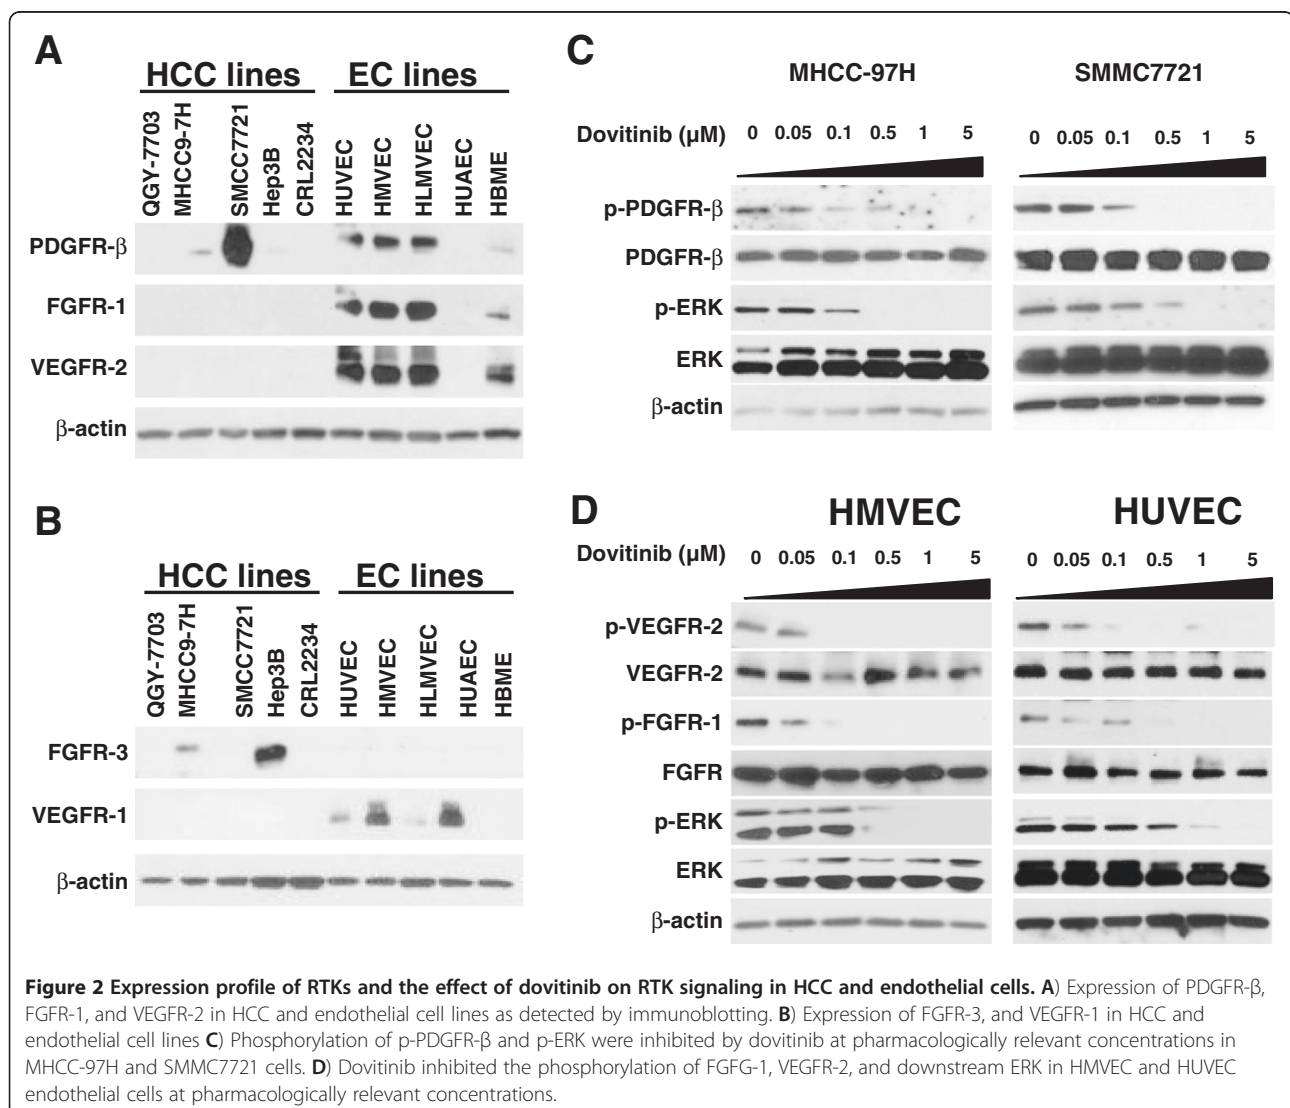 A
HCC lines EC lines
QGY-7703 MHCC9-7H SMCC7721 Hep3B CRL2234 HUVEC HMVEC HLMVEC HUAEC HBME
PDGFR-β
FGFR-1
VEGFR-2
β-actin
B
HCC lines EC lines
QGY-7703 MHCC9-7H SMCC7721 Hep3B CRL2234 HUVEC HMVEC HLMVEC HUAEC HBME
FGFR-3
VEGFR-1
β-actin
C
MHCC-97H SMMC7721
Dovitinib (µM) 0 0.05 0.1 0.5 1 5 0 0.05 0.1 0.5 1 5
p-PDGFR-β
PDGFR-β
p-ERK
ERK
β-actin
D
HMVEC HUVEC
Dovitinib (µM) 0 0.05 0.1 0.5 1 5 0 0.05 0.1 0.5 1 5
p-VEGFR-2
VEGFR-2
p-FGFR-1
FGFR
p-ERK
ERK
β-actin
Figure 2 Expression profile of RTKs and the effect of dovitinib on RTK signaling in HCC and endothelial cells. A) Expression of PDGFR-β,
FGFR-1, and VEGFR-2 in HCC and endothelial cell lines as detected by immunoblotting. B) Expression of FGFR-3, and VEGFR-1 in HCC and
endothelial cell lines C) Phosphorylation of p-PDGFR-β and p-ERK were inhibited by dovitinib at pharmacologically relevant concentrations in
MHCC-97H and SMMC7721 cells. D) Dovitinib inhibited the phosphorylation of FGFG-1, VEGFR-2, and downstream ERK in HMVEC and HUVEC
endothelial cells at pharmacologically relevant concentrations.